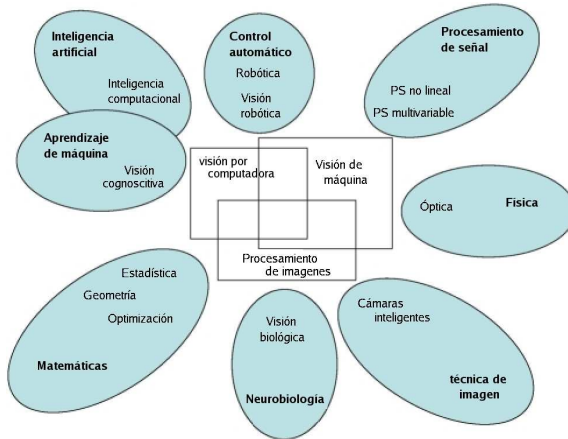 Inteligencia
artificial
Inteligencia
computacional
Control
automático
Robótica
Visión
robótica
Procesamiento
de señal
PS no lineal
PS multivariable
Aprendizaje
de máquina
Visión
cognoscitiva
visión por
computadora
Visión de
máquina
Procesamiento
de imagenes
Óptica
Fisica
Estadística
Geometría
Optimización
Matemáticas
Visión
biológica
Neurobiología
Cámaras
inteligentes
técnica de
imagen